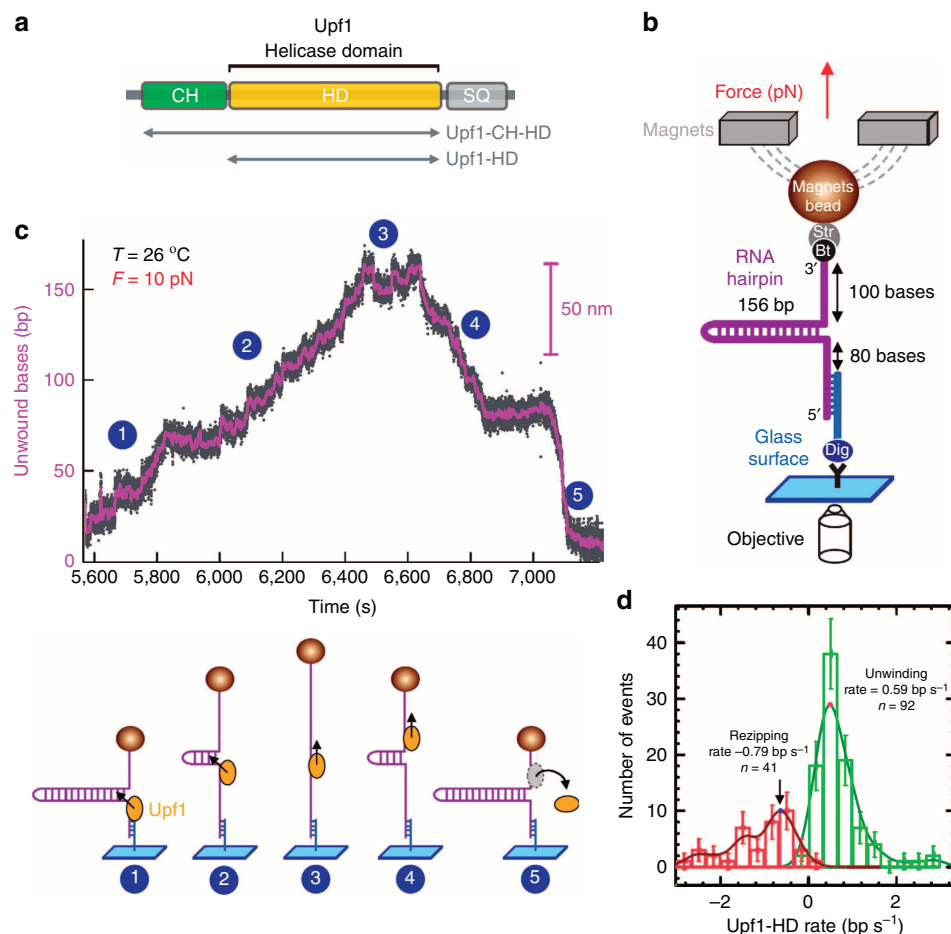 a
Upf1
Helicase domain
CH
HD
SQ
Upf1-CH-HD
Upf1-HD
b
Force (pN)
Magnets
Magnets
bead
Str
Bt
3′
RNA
hairpin
156 bp
100 bases
80 bases
5′
Glass
surface
Dig
Objective
c
T = 26 °C
F = 10 pN
Unwound bases (bp)
150
100
50
0
1
2
3
4
5
50 nm
5,600
5,800
6,000
6,200
6,400
6,600
6,800
7,000
Time (s)
Upf1
1
2
3
4
5
d
Number of events
40
30
20
10
0
Unwinding
rate = 0.59 bp s⁻¹
n = 92
Rezipping
rate −0.79 bp s⁻¹
n = 41
−2
0
2
Upf1-HD rate (bp s⁻¹)